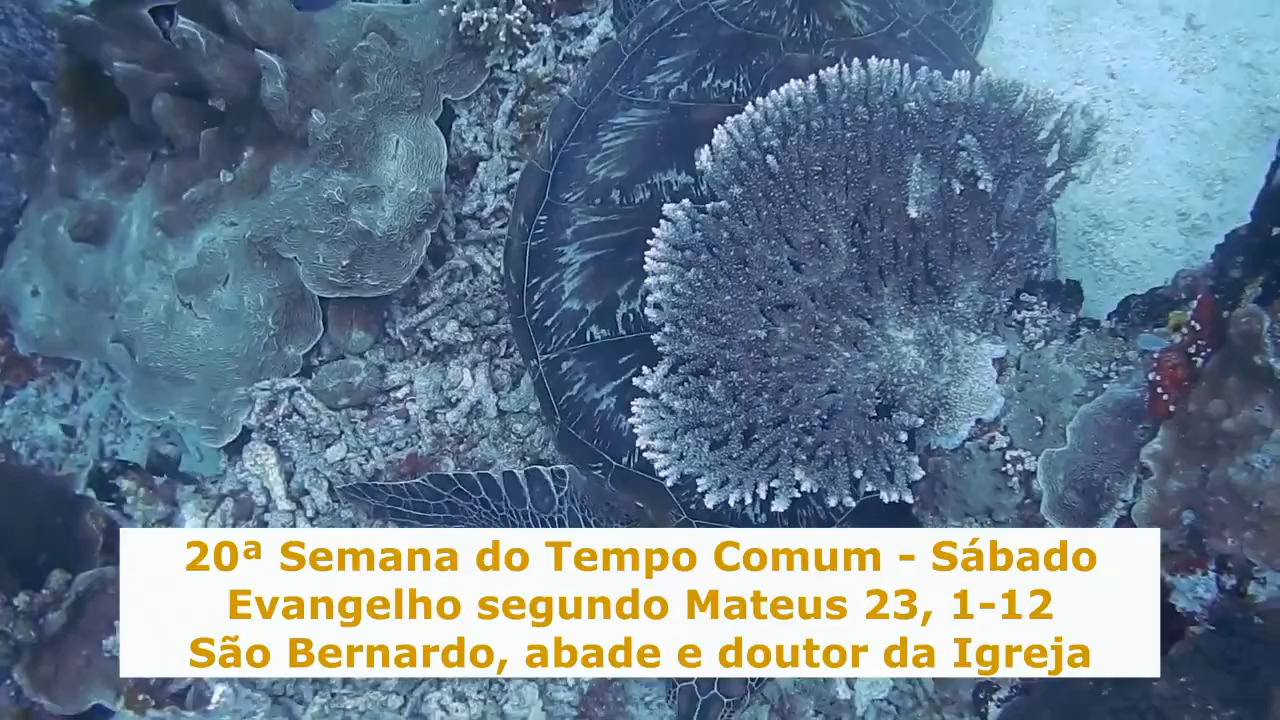 20ª Semana do Tempo Comum - Sábado
Evangelho segundo Mateus 23, 1-12
São Bernardo, abade e doutor da Igreja